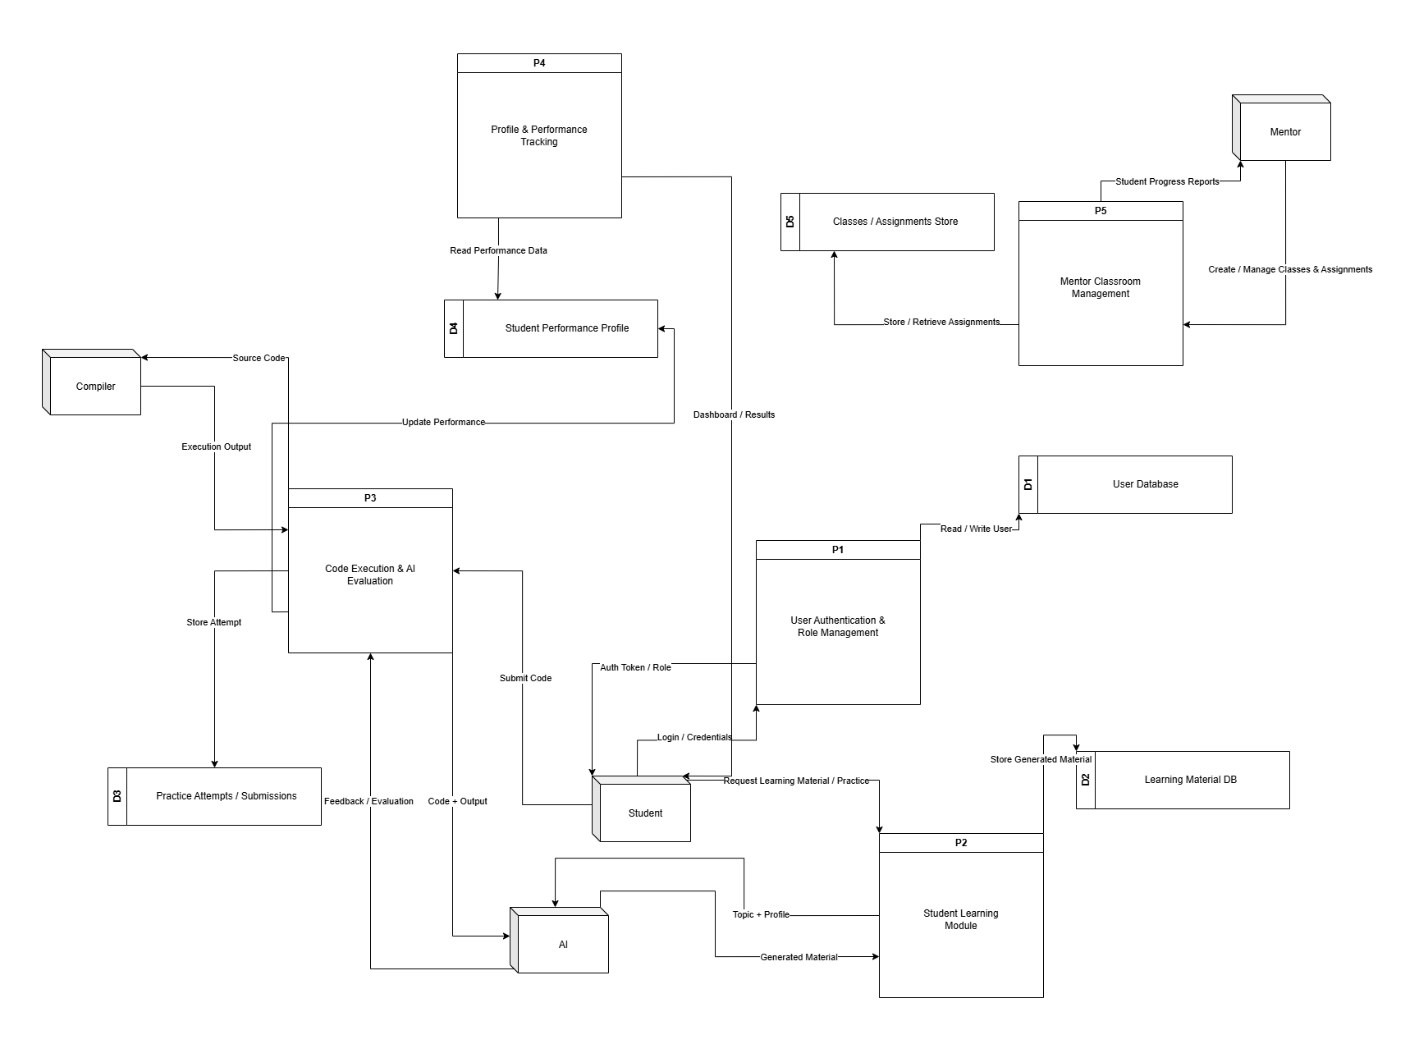 P4
Profile & Performance
Tracking
Mentor
Student Progress Reports
P5
D5
Classes / Assignments Store
Read Performance Data
Mentor Classroom
Management
Create / Manage Classes & Assignments
D4
Student Performance Profile
Store / Retrieve Assignments
Source Code
Compiler
Dashboard / Results
Update Performance
Execution Output
D1
User Database
P3
Read / Write User
P1
Code Execution & AI
Evaluation
Store Attempt
User Authentication &
Role Management
Auth Token / Role
Submit Code
Login / Credentials
Store Generated Material
D2
Learning Material DB
Request Learning Material / Practice
D3
Practice Attempts / Submissions
Feedback / Evaluation
Code + Output
Student
P2
Topic + Profile
Student Learning
Module
AI
Generated Material